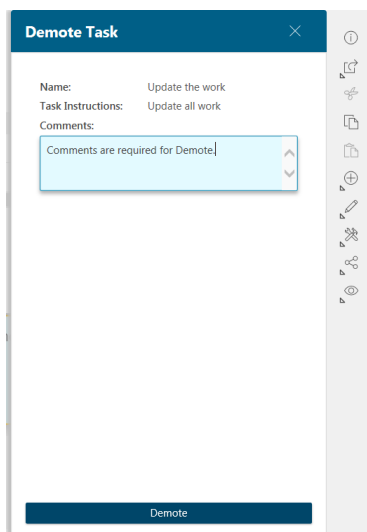 Demote Task
Name: Update the work
Task Instructions: Update all work
Comments:
Comments are required for Demote.
Demote